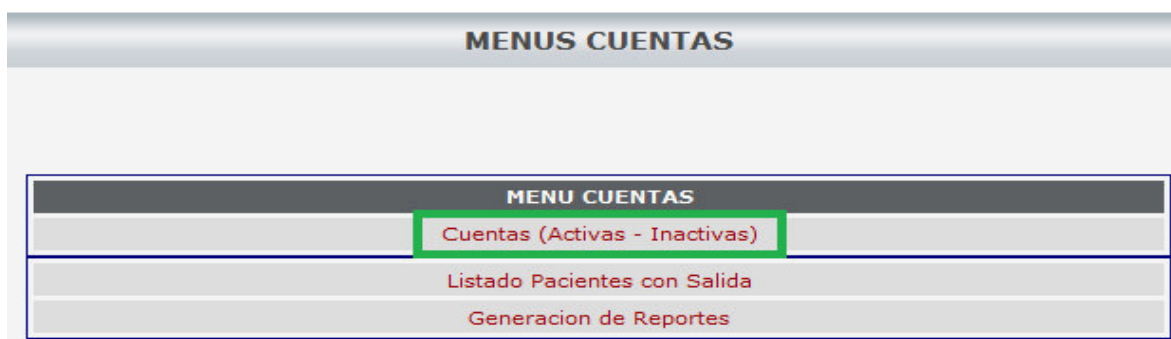 MENUS CUENTAS
MENU CUENTAS
Cuentas (Activas - Inactivas)
Listado Pacientes con Salida
Generacion de Reportes